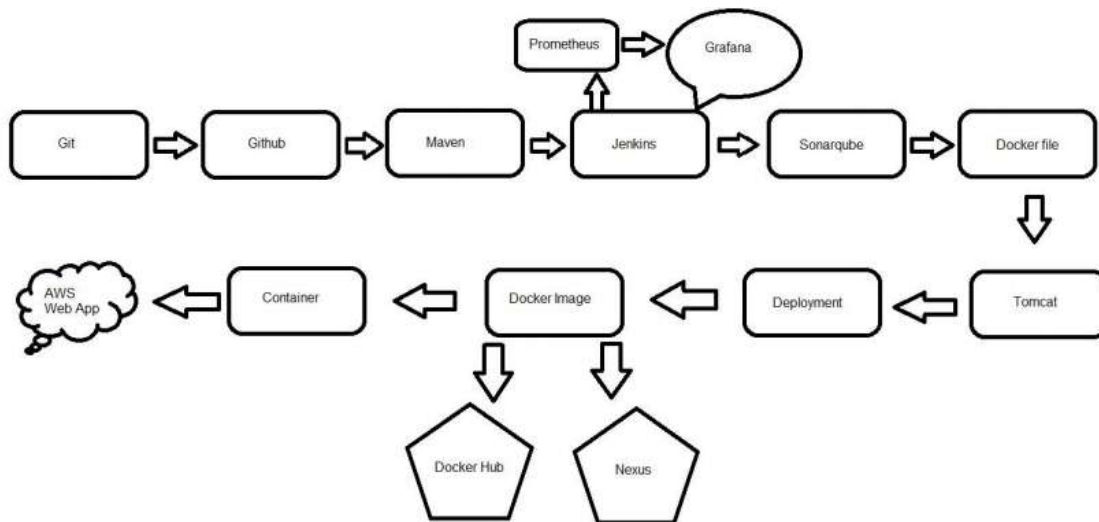 Prometheus
Grafana
Git
Github
Maven
Jenkins
Sonarqube
Docker file
AWS
Web App
Container
Docker Image
Deployment
Tomcat
Docker Hub
Nexus